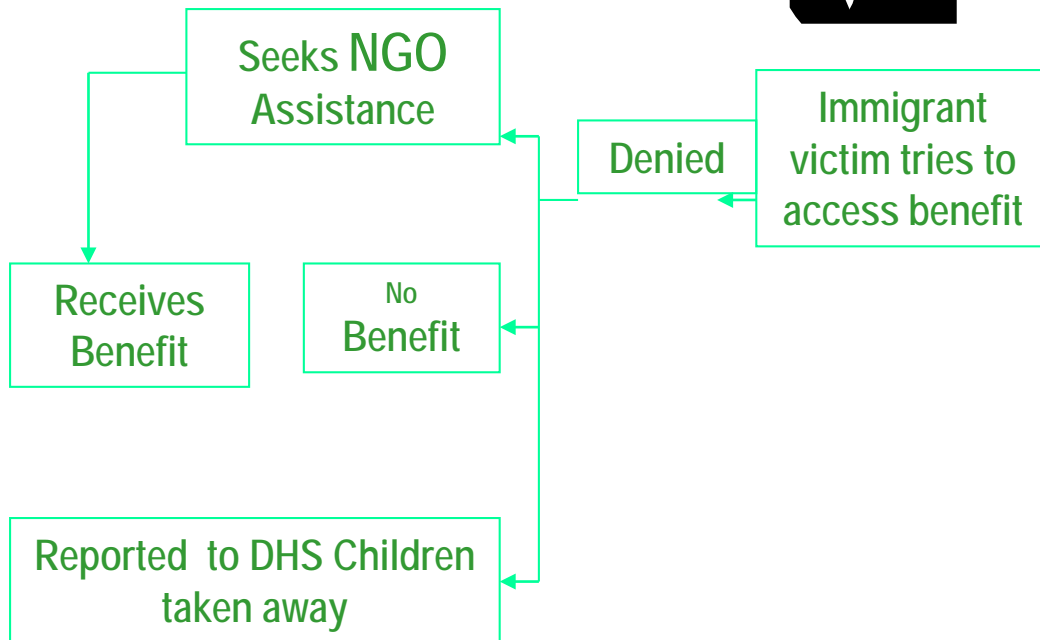 Seeks NGO
Assistance
Denied
Immigrant
victim tries to
access benefit
Receives
Benefit
No
Benefit
Reported to DHS Children
taken away